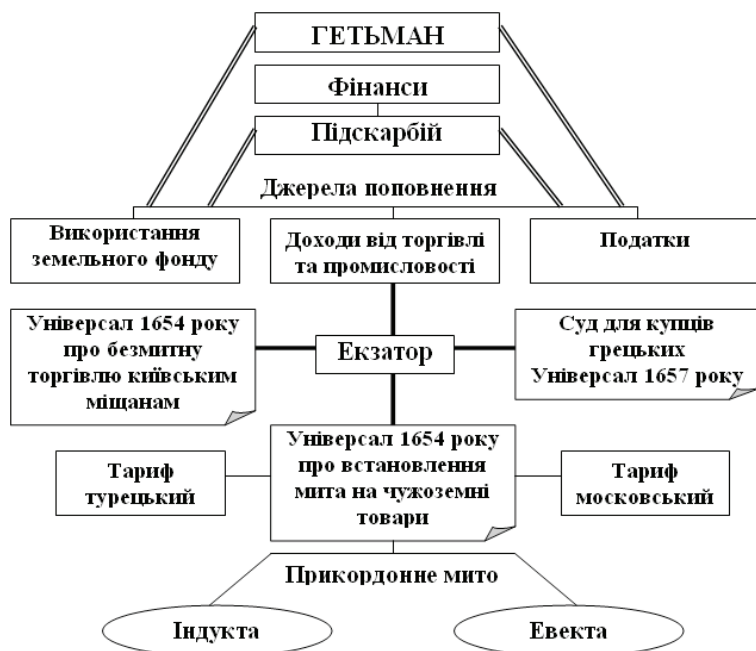 ГЕТЬМАН
Фінанси
Підскарбій
Джерела поповнення
Використання
земельного фонду
Доходи від торгівлі
та промисловості
Податки
Універсал 1654 року
про безмитну
торгівлю київським
міщанам
Екзатор
Суд для купців
грецьких
Універсал 1657 року
Тариф
турецький
Універсал 1654 року
про встановлення
мита на чужоземні
товари
Тариф
московський
Прикордонне мито
Індукта
Евекта